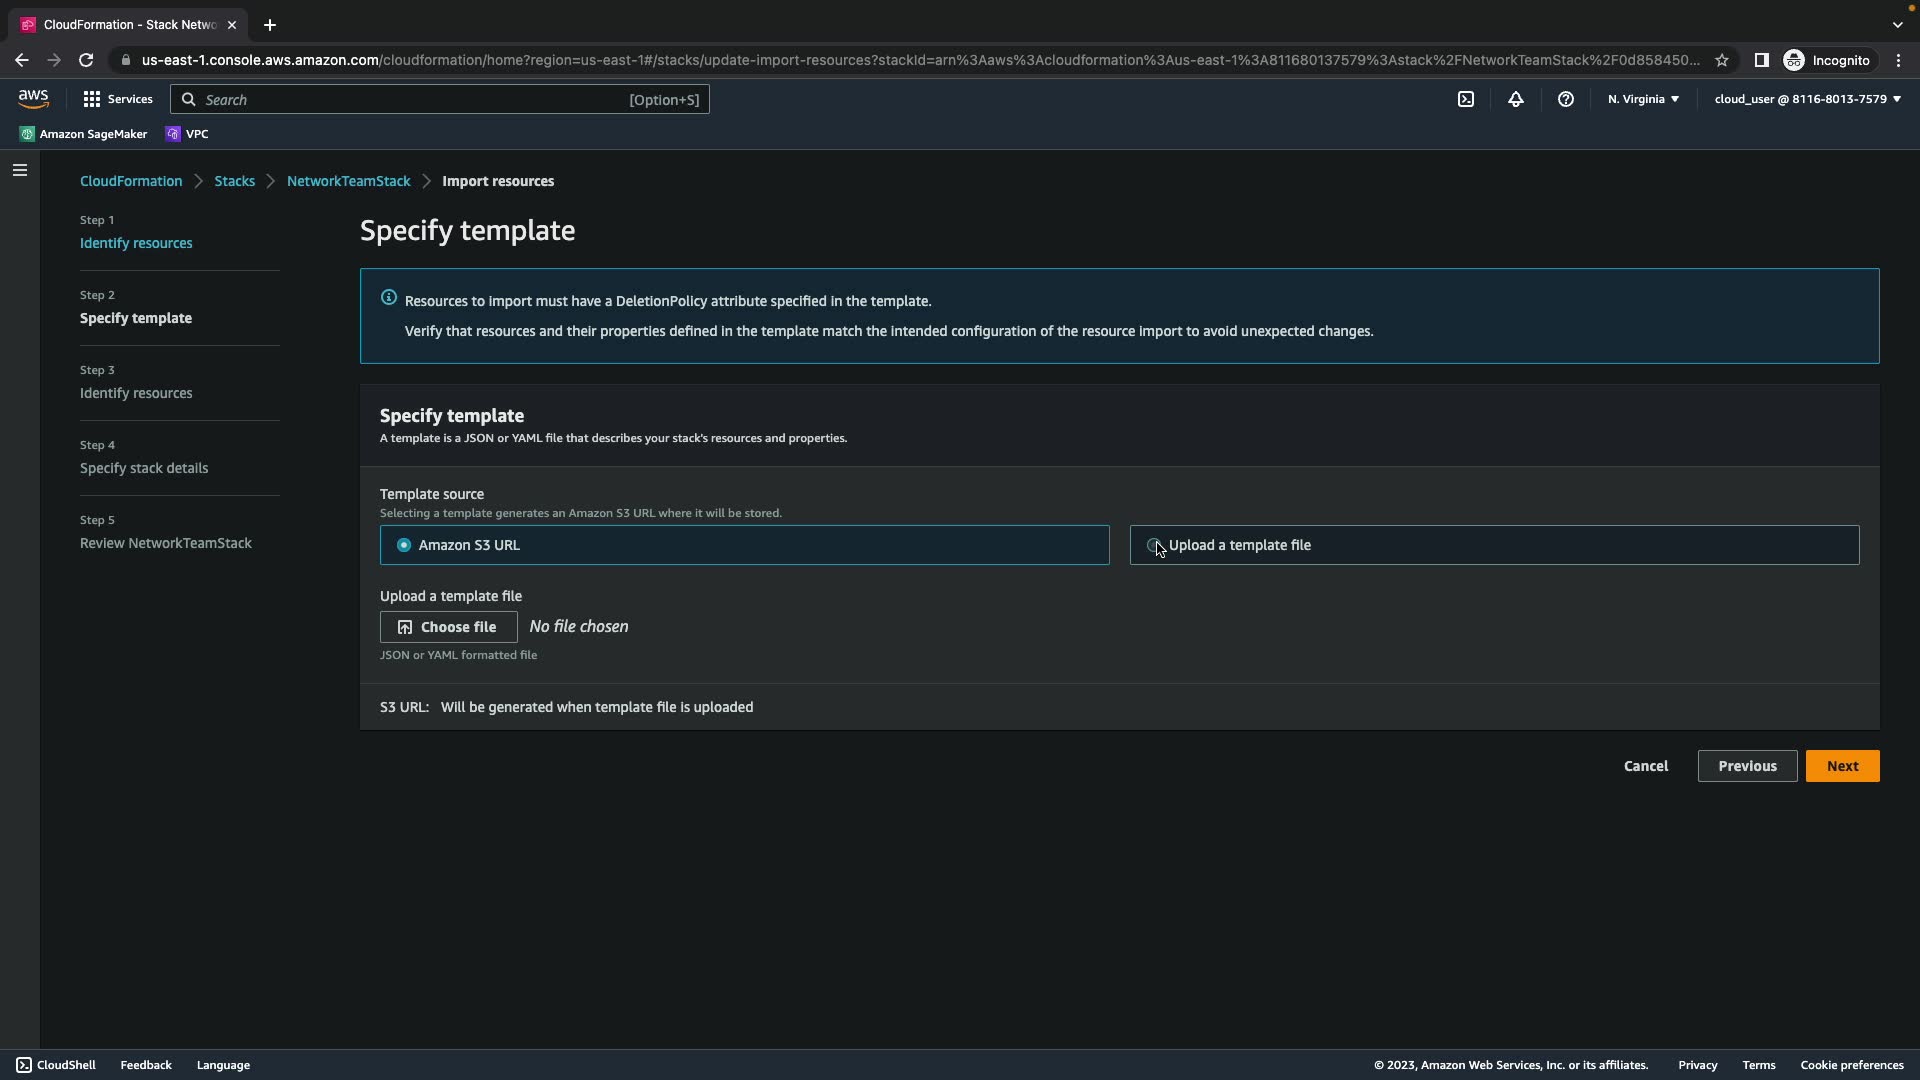 CloudFormation - Stack Netwo
us-east-1.console.aws.amazon.com/cloudformation/home?region=us-east-1#/stacks/update-import-resources?stackId=arn%3Aaws%3Acloudformation%3Aus-east-1%3A811680137579%3Astack%2FNetworkTeamStack%2F0d858450...
Incognito
aws
Services
Search
[Option+S]
N. Virginia
cloud_user @ 8116-8013-7579
Amazon SageMaker
VPC
CloudFormation
Stacks
NetworkTeamStack
Import resources
Step 1
Identify resources
Step 2
Specify template
Step 3
Identify resources
Step 4
Specify stack details
Step 5
Review NetworkTeamStack
Specify template
Resources to import must have a DeletionPolicy attribute specified in the template.
Verify that resources and their properties defined in the template match the intended configuration of the resource import to avoid unexpected changes.
Specify template
A template is a JSON or YAML file that describes your stack's resources and properties.
Template source
Selecting a template generates an Amazon S3 URL where it will be stored.
Amazon S3 URL
Upload a template file
Upload a template file
Choose file
No file chosen
JSON or YAML formatted file
S3 URL: Will be generated when template file is uploaded
Cancel
Previous
Next
CloudShell
Feedback
Language
© 2023, Amazon Web Services, Inc. or its affiliates.
Privacy
Terms
Cookie preferences